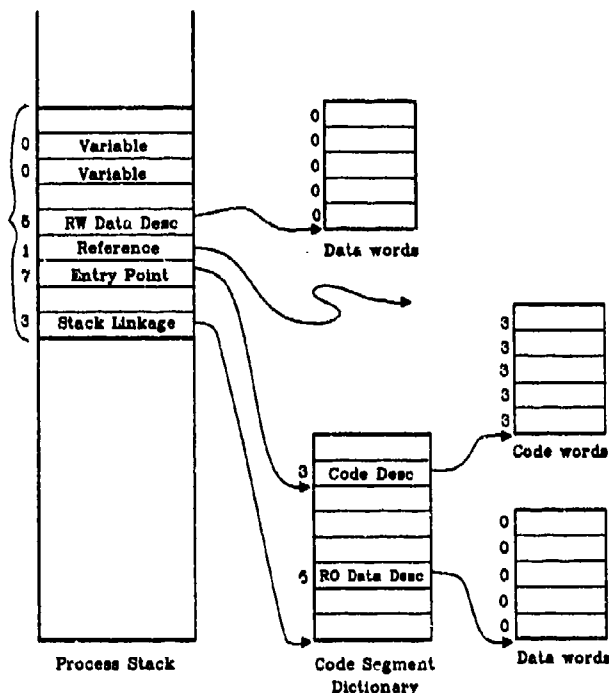 0 Variable
0 Variable
5 RW Data Desc
1 Reference
7 Entry Point
3 Stack Linkage
Process Stack
0
0
0
0
0
Data words
3
3
3
3
3
Code words
3 Code Desc
5 RO Data Desc
Code Segment
Dictionary
0
0
0
0
0
Data words